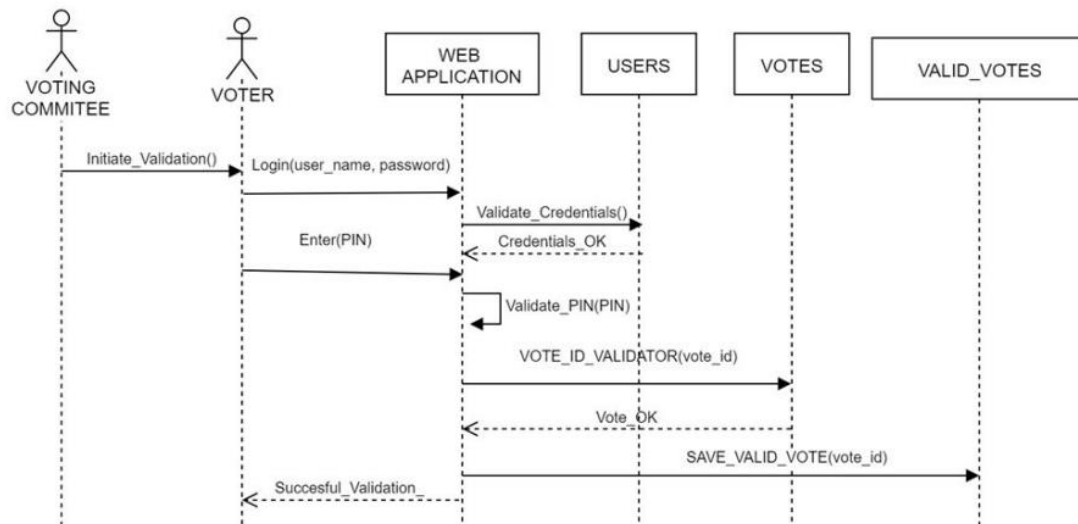 VOTING
COMMITEE
VOTER
WEB
APPLICATION
USERS
VOTES
VALID_VOTES
Initiate_Validation()
Login(user_name, password)
Validate_Credentials()
Credentials_OK
Enter(PIN)
Validate_PIN(PIN)
VOTE_ID_VALIDATOR(vote_id)
Vote_OK
SAVE_VALID_VOTE(vote_id)
Succesful_Validation_